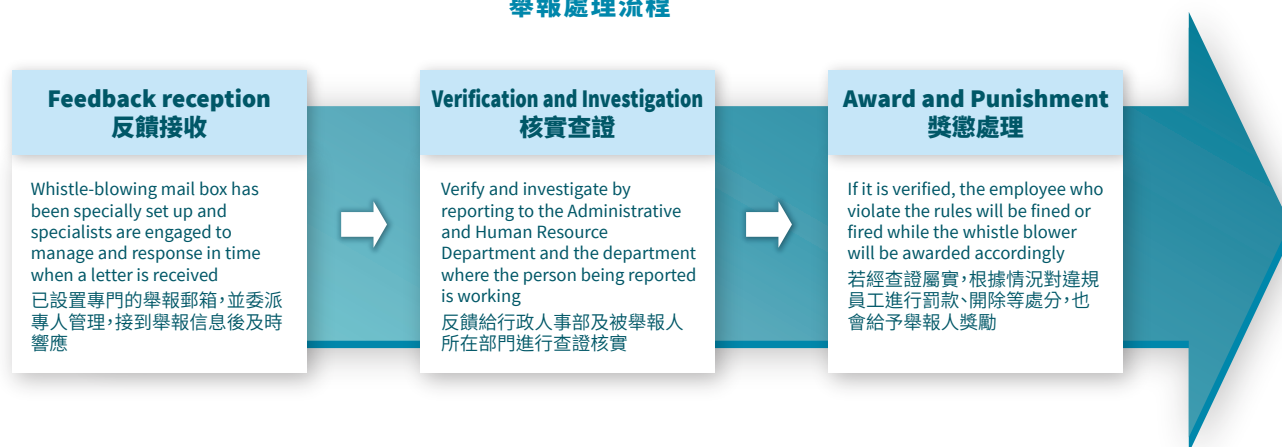 舉報處理流程
Feedback reception
反饋接收
Whistle-blowing mail box has
been specially set up and
specialists are engaged to
manage and response in time
when a letter is received
已設置專門的舉報郵箱，並委派
專人管理，接到舉報信息後及時
響應
Verification and Investigation
核實查證
Verify and investigate by
reporting to the Administrative
and Human Resource
Department and the department
where the person being reported
is working
反饋給行政人事部及被舉報人
所在部門進行查證核實
Award and Punishment
獎懲處理
If it is verified, the employee who
violate the rules will be fined or
fired while the whistle blower
will be awarded accordingly
若經查證屬實，根據情況對違規
員工進行罰款、開除等處分，也
會給予舉報人獎勵